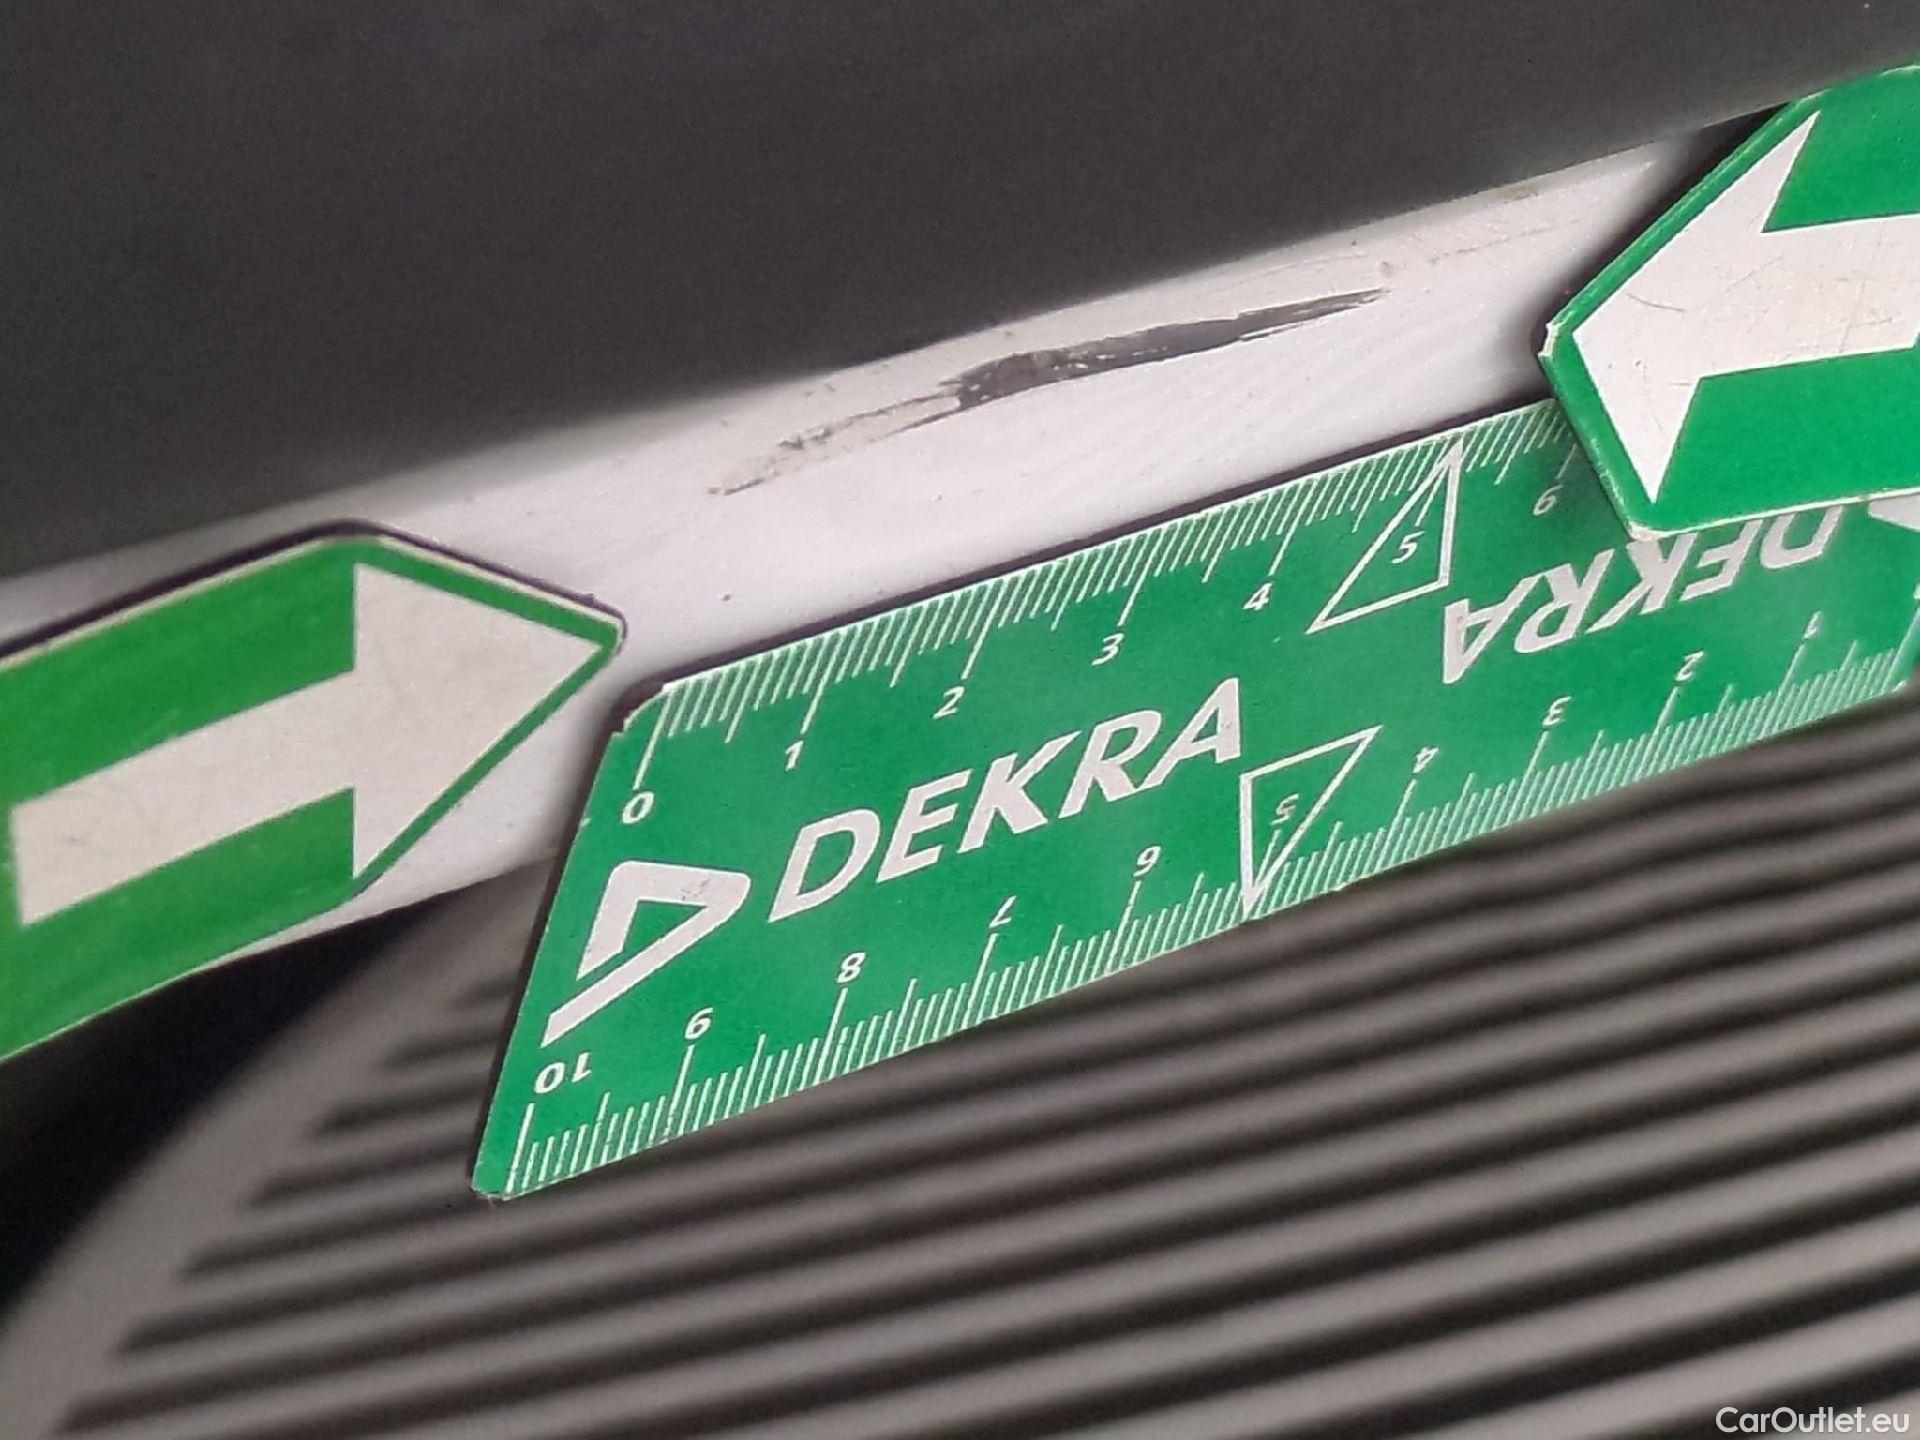 0 1 2 3 4 5 6
DEKRA
DEKRA
10 9 8 7 6 5 4 3 2 1
CarOutlet.eu